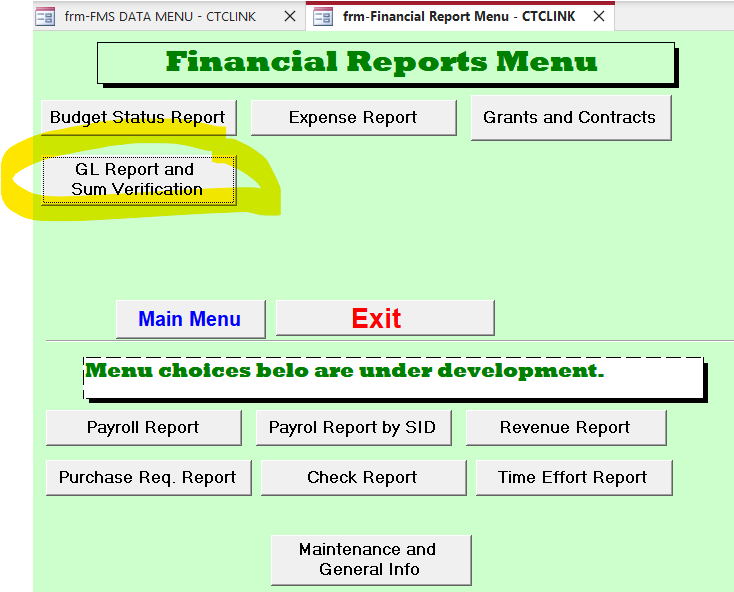 frm-FMS DATA MENU - CTCLINK
frm-Financial Report Menu - CTCLINK
Financial Reports Menu
Budget Status Report
Expense Report
Grants and Contracts
GL Report and
Sum Verification
Main Menu
Exit
Menu choices belo are under development.
Payroll Report
Payrol Report by SID
Revenue Report
Purchase Req. Report
Check Report
Time Effort Report
Maintenance and
General Info